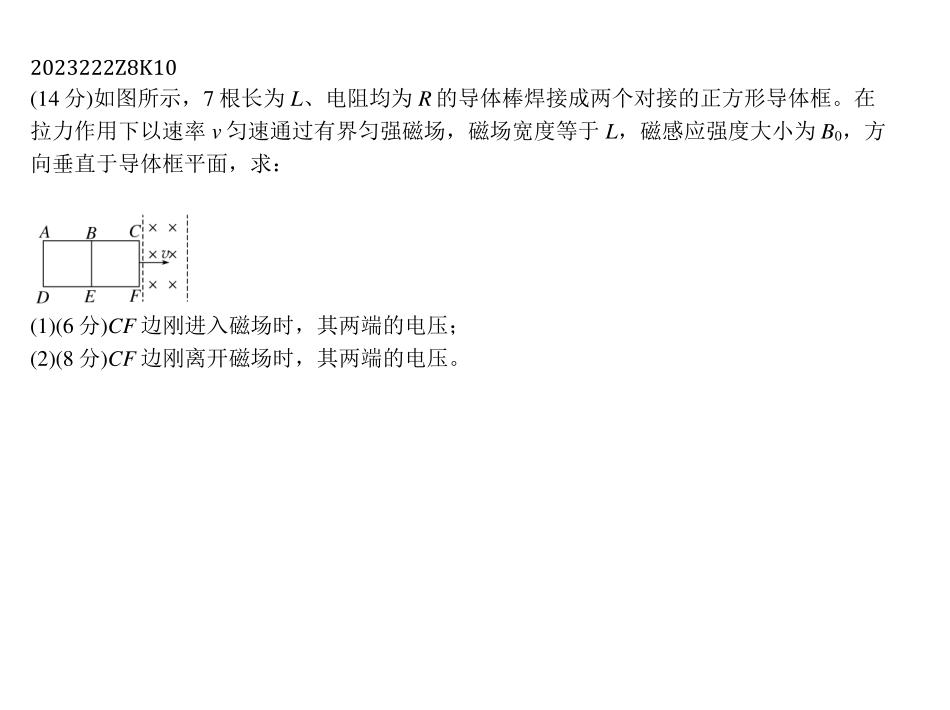 2023222Z8K10
(14 分)如图所示，7 根长为 L、电阻均为 R 的导体棒焊接成两个对接的正方形导体框。在
拉力作用下以速率 v 匀速通过有界匀强磁场，磁场宽度等于 L，磁感应强度大小为 B₀，方
向垂直于导体框平面，求：
A B C × ×
× v ×
D E F × ×
(1)(6 分)CF 边刚进入磁场时，其两端的电压；
(2)(8 分)CF 边刚离开磁场时，其两端的电压。